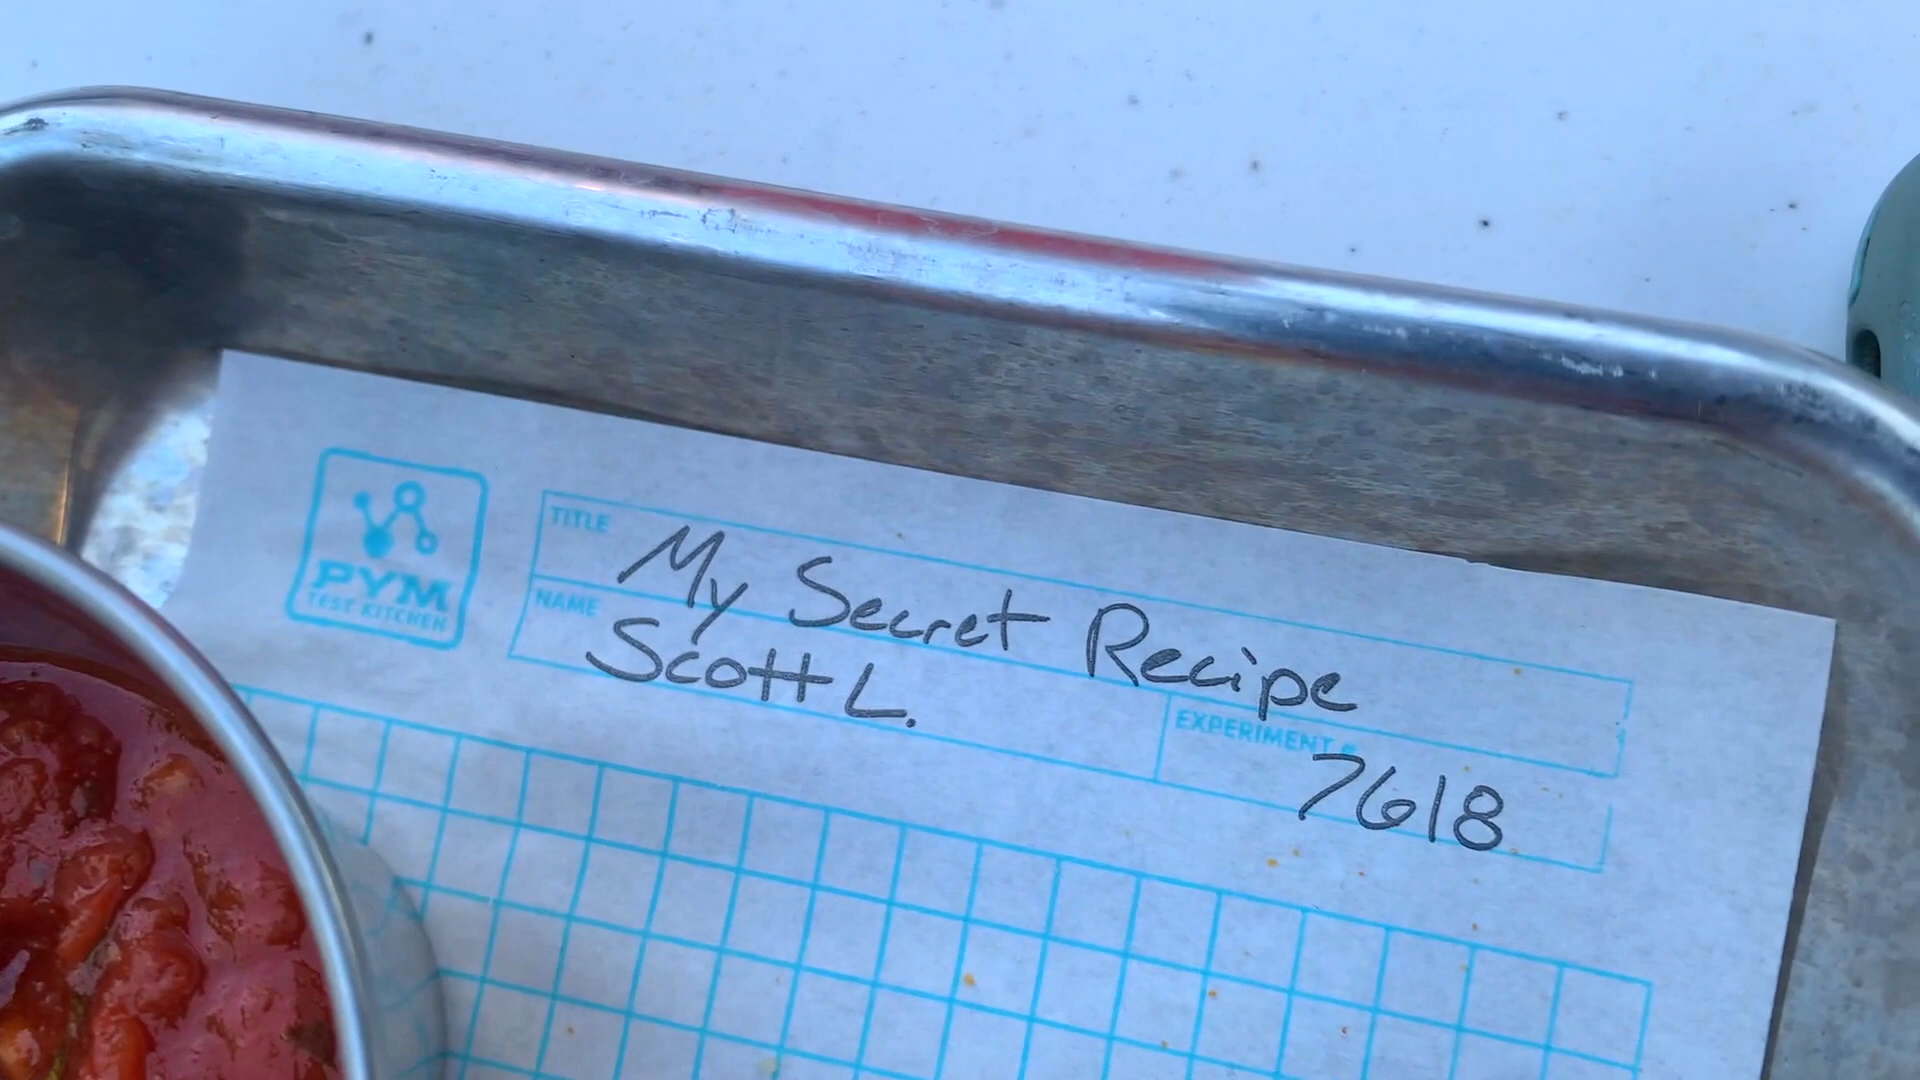 PYM
TEST KITCHEN
TITLE
My Secret Recipe
NAME
Scott L.
EXPERIMENT #
7618